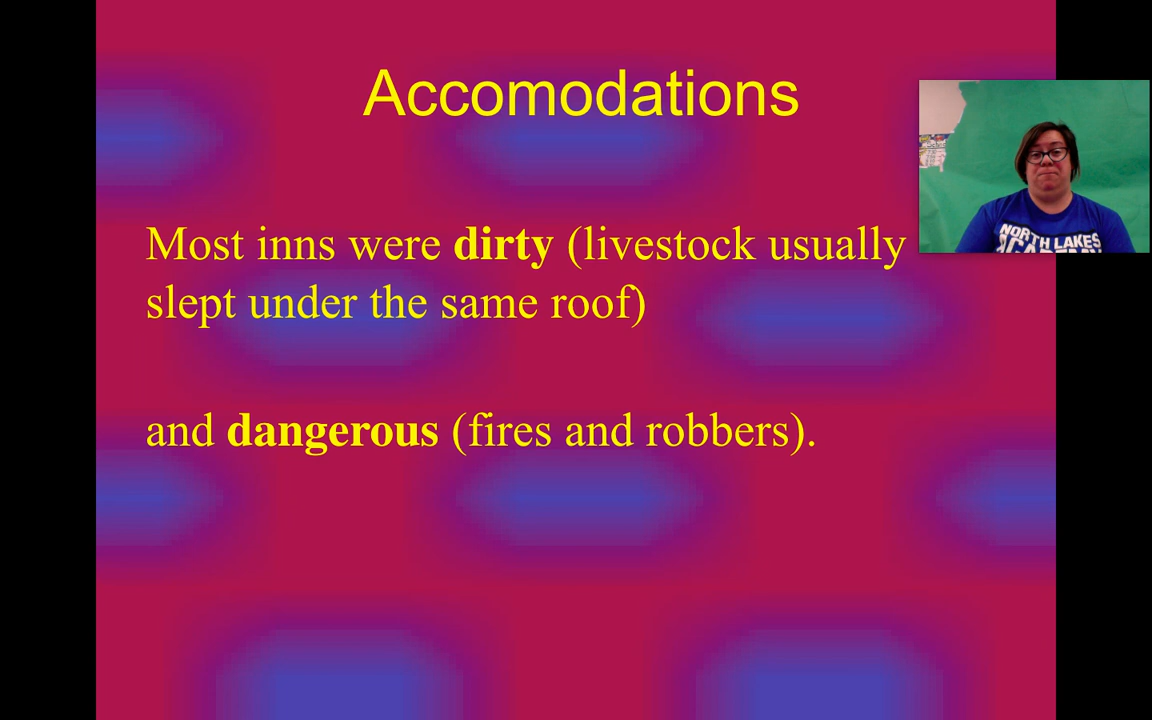 Accomodations
Most inns were dirty (livestock usually
slept under the same roof)
and dangerous (fires and robbers).
NORTH LAKES
ACADEMY